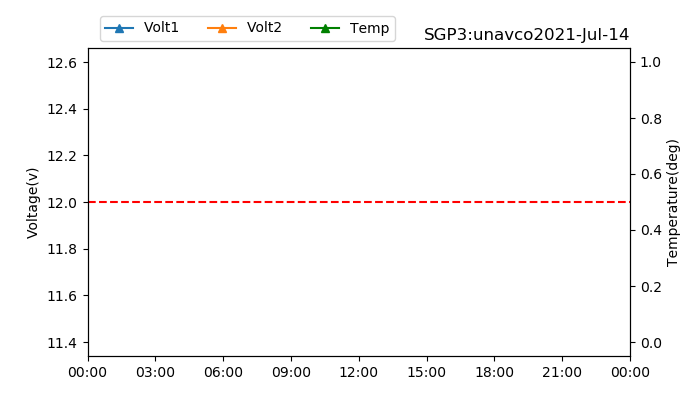 Volt1 Volt2 Temp
SGP3:unavco2021-Jul-14
12.6
12.4
12.2
12.0
11.8
11.6
11.4
Voltage(v)
1.0
0.8
0.6
0.4
0.2
0.0
Temperature(deg)
00:00 03:00 06:00 09:00 12:00 15:00 18:00 21:00 00:00